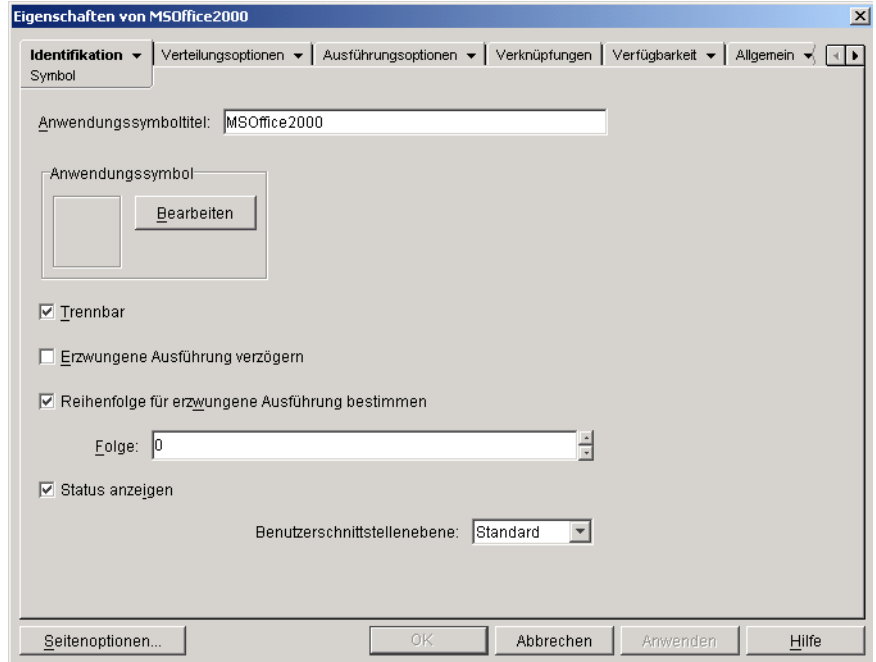 Eigenschaften von MSOffice2000
Identifikation Verteilungsoptionen Ausführungsoptionen Verknüpfungen Verfügbarkeit Allgemein
Symbol
Anwendungssymboltitel: MSOffice2000
Anwendungssymbol
Bearbeiten
Trennbar
Erzwungene Ausführung verzögern
Reihenfolge für erzwungene Ausführung bestimmen
Folge: 0
Status anzeigen
Benutzerschnittstellenebene: Standard
Seitenoptionen... OK Abbrechen Anwenden Hilfe